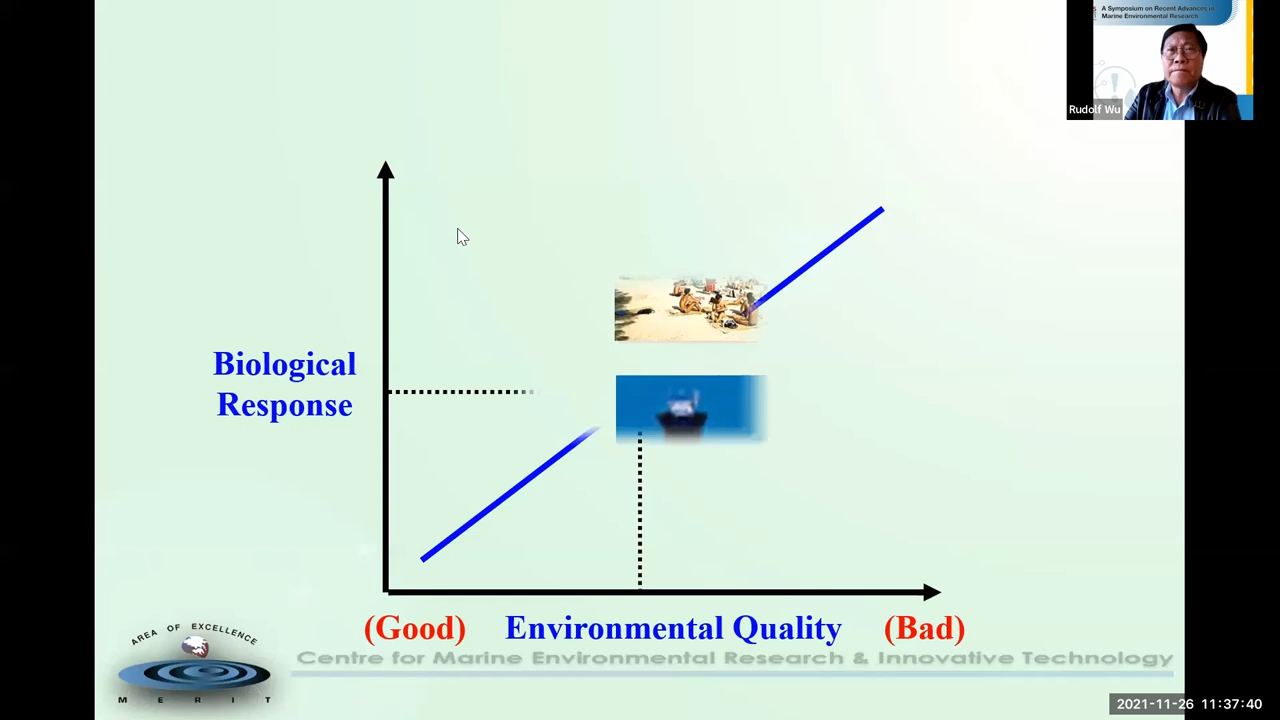 A Symposium on Recent Advances in
Marine Environmental Research
Rudolf Wu
Biological
Response
(Good) Environmental Quality (Bad)
AREA OF EXCELLENCE
MERIT
Centre for Marine Environmental Research & Innovative Technology
2021-11-26 11:37:40